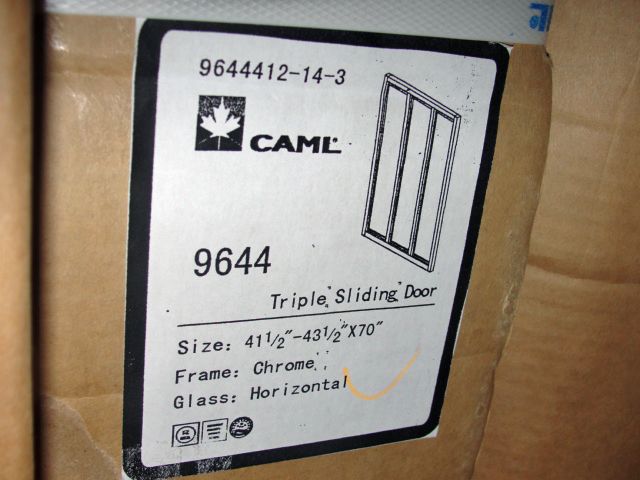 9644412-14-3
CAML
9644
Triple Sliding Door
Size: 41 1/2"-43 1/2"X70"
Frame: Chrome
Glass: Horizontal